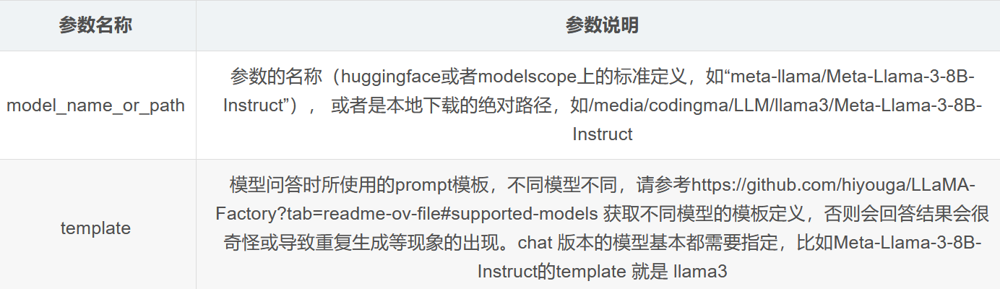 参数名称
参数说明
model_name_or_path
参数的名称（huggingface或者modelscope上的标准定义，如“meta-llama/Meta-Llama-3-8B-
Instruct”）， 或者是本地下载的绝对路径，如/media/codingma/LLM/llama3/Meta-Llama-3-8B-
Instruct
template
模型问答时所使用的prompt模板，不同模型不同，请参考https://github.com/hiyouga/LLaMA-
Factory?tab=readme-ov-file#supported-models 获取不同模型的模板定义，否则会回答结果会很
奇怪或导致重复生成等现象的出现。chat 版本的模型基本都需要指定，比如Meta-Llama-3-8B-
Instruct的template 就是 llama3